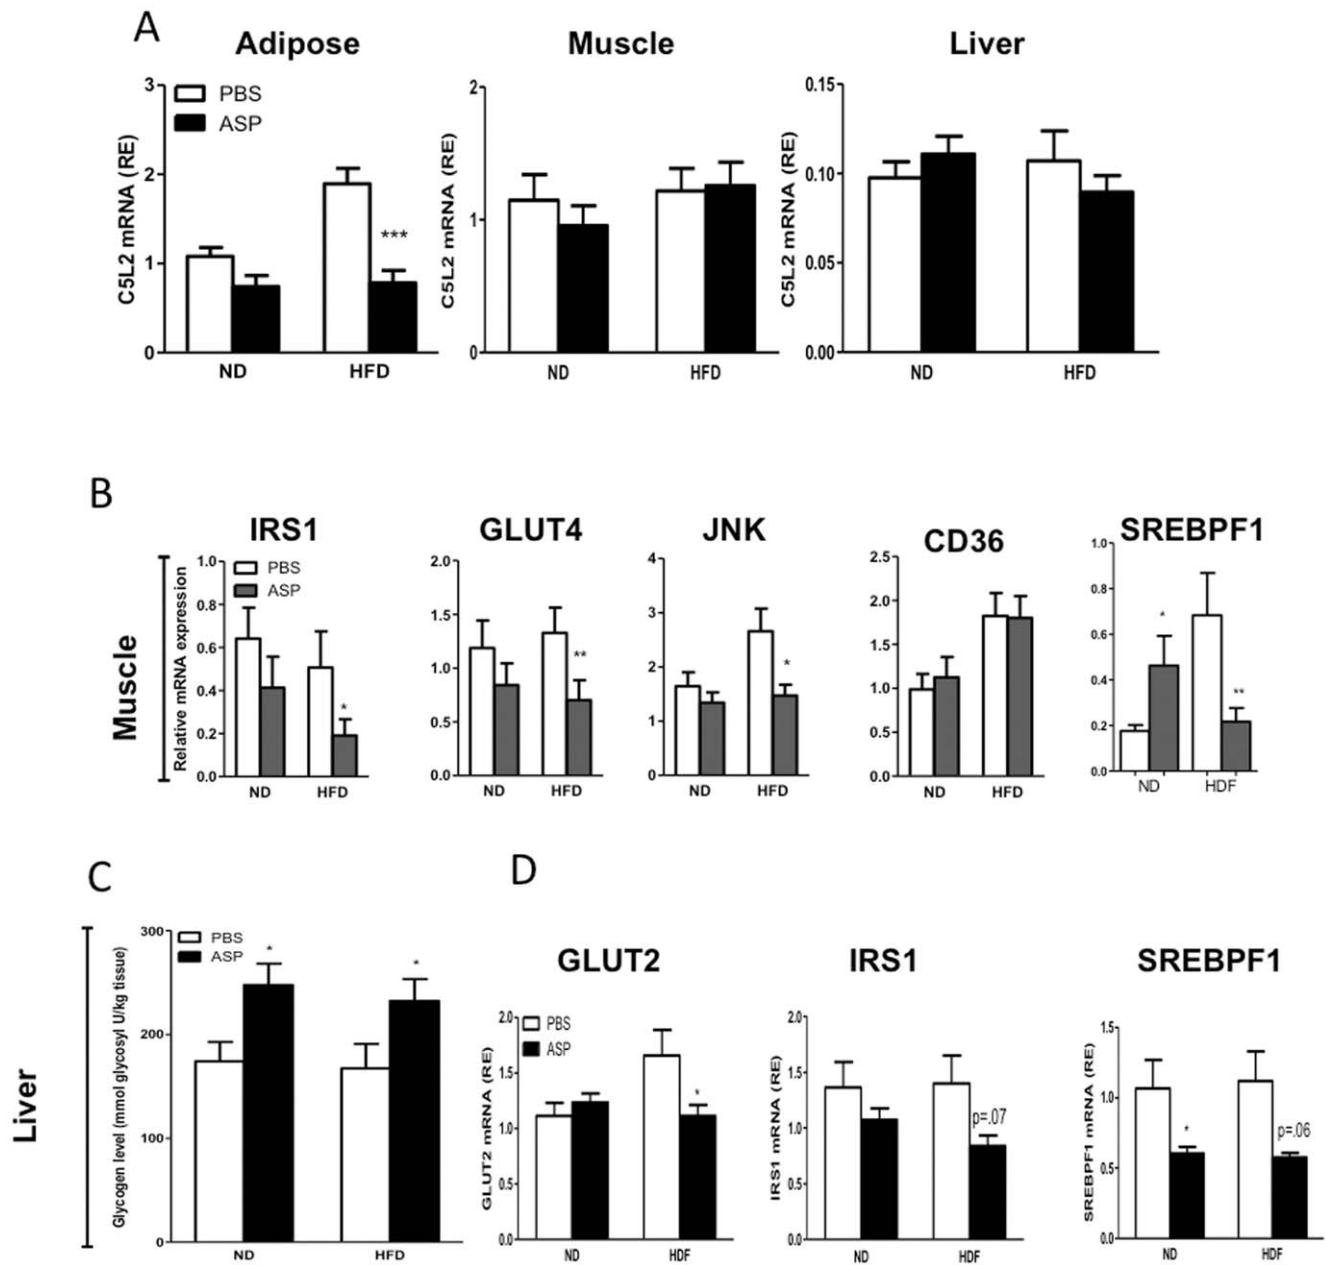 A
Adipose
Muscle
Liver
C5L2 mRNA (RE)
3
2
1
0
PBS
ASP
***
ND
HFD
C5L2 mRNA (RE)
2
1
0
ND
HFD
C5L2 mRNA (RE)
0.15
0.10
0.05
0.00
ND
HFD
B
Muscle
IRS1
Relative mRNA expression
1.0
0.8
0.6
0.4
0.2
0.0
PBS
ASP
*
ND
HFD
GLUT4
2.0
1.5
1.0
0.5
0.0
**
ND
HFD
JNK
4
3
2
1
0
*
ND
HFD
CD36
2.5
2.0
1.5
1.0
0.5
0.0
ND
HFD
SREBPF1
1.0
0.8
0.6
0.4
0.2
0.0
*
**
ND
HDF
C
Liver
Glycogen level (mmol glycosyl U/kg tissue)
300
200
100
0
PBS
ASP
*
*
ND
HFD
D
GLUT2
GLUT2 mRNA (RE)
2.0
1.5
1.0
0.5
0.0
PBS
ASP
*
ND
HDF
IRS1
IRS1 mRNA (RE)
2.0
1.5
1.0
0.5
0.0
p=.07
ND
HDF
SREBPF1
SREBPF1 mRNA (RE)
1.5
1.0
0.5
0.0
*
p=.06
ND
HDF